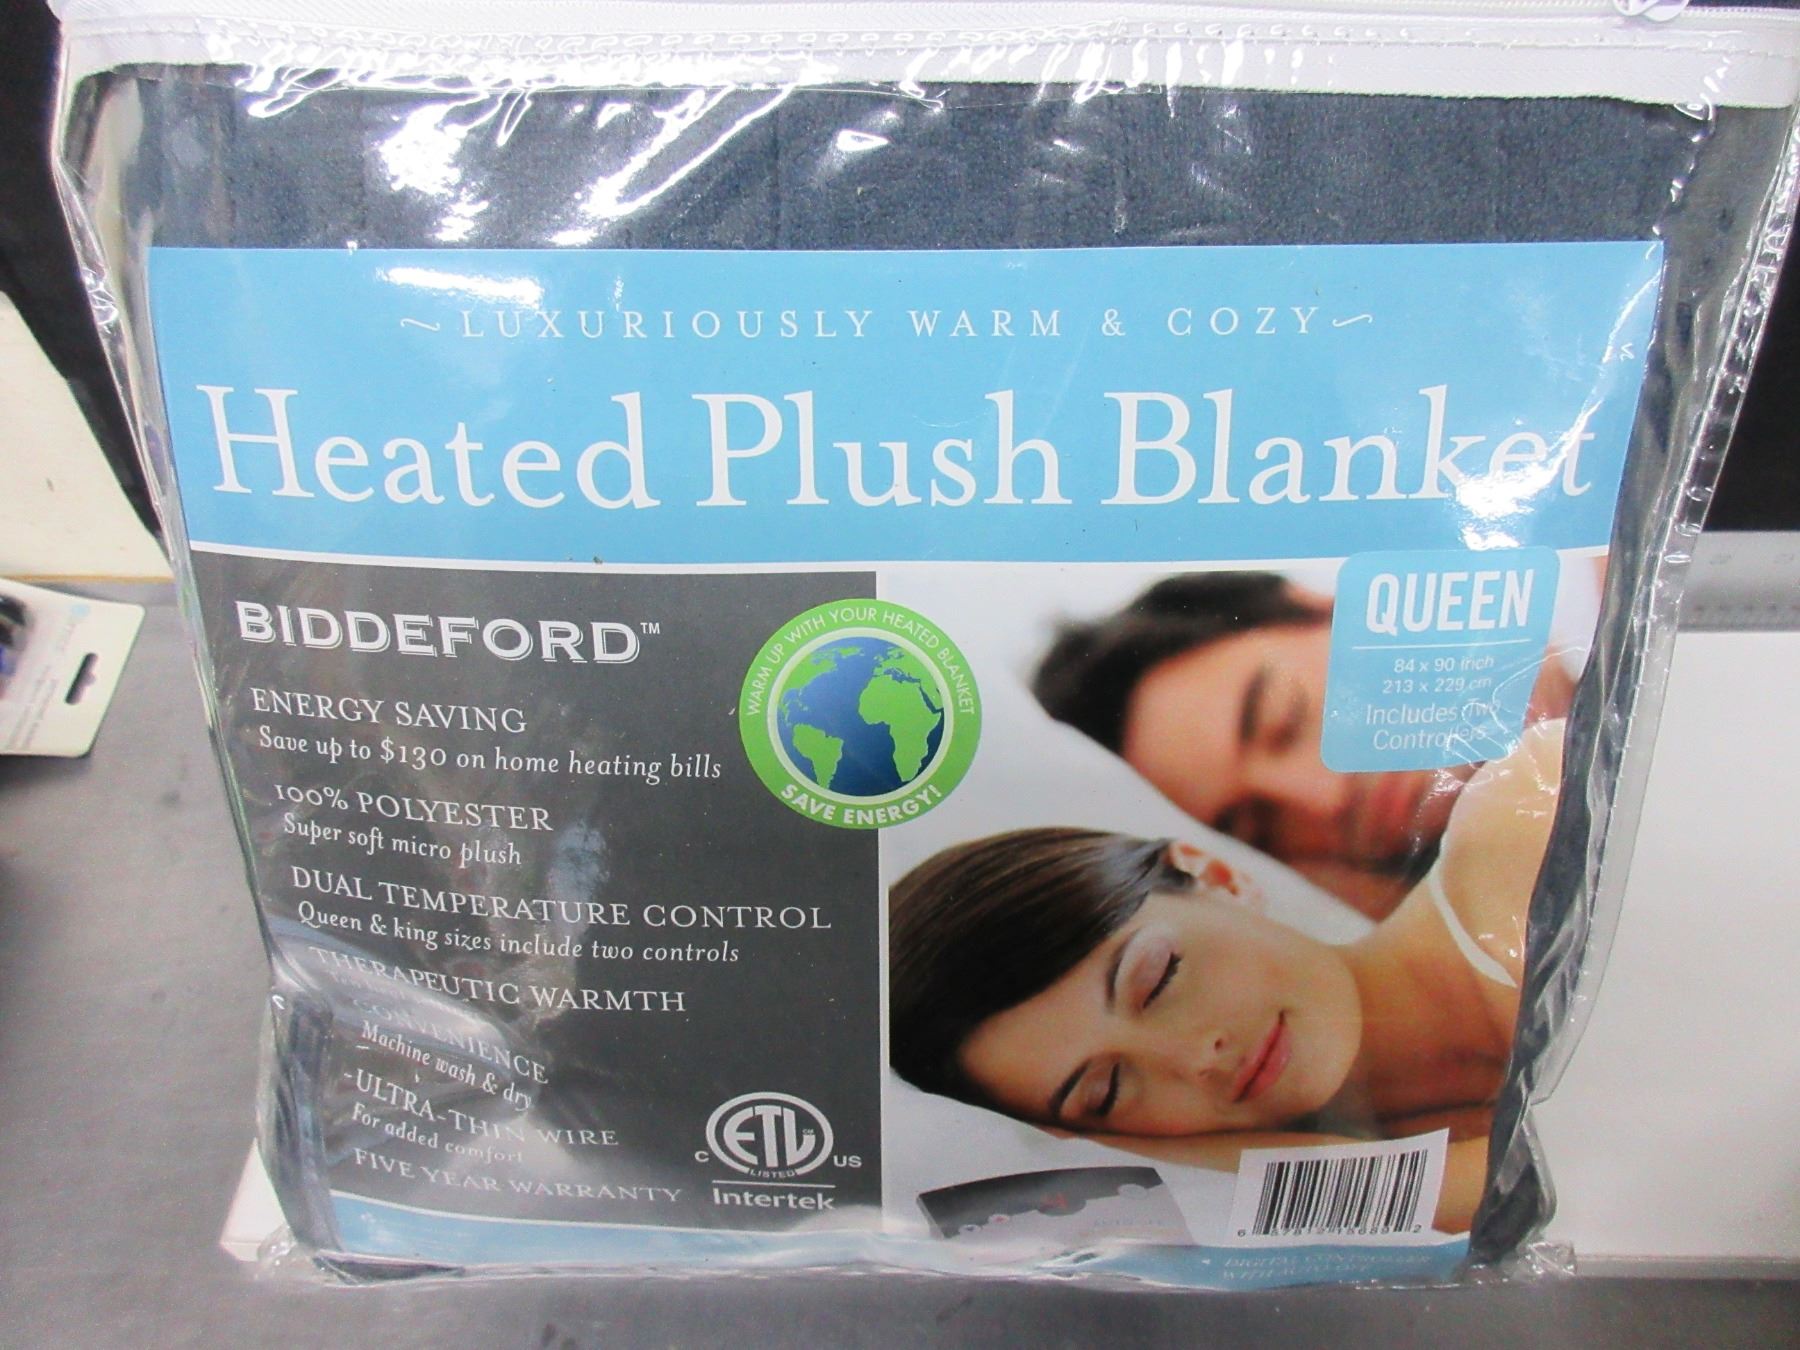 ~LUXURIOUSLY WARM & COZY~
Heated Plush Blanket
BIDDEFORD™
ENERGY SAVING
Save up to $130 on home heating bills
100% POLYESTER
Super soft micro plush
DUAL TEMPERATURE CONTROL
Queen & king sizes include two controls
THERAPEUTIC WARMTH
CONVENIENCE
Machine wash & dry
-ULTRA-THIN WIRE
For added comfort
FIVE YEAR WARRANTY
WARM UP WITH YOUR HEATED BLANKET
SAVE ENERGY!
QUEEN
84 x 90 inch
213 x 229 cm
Includes Two
Controllers
C ETL US
LISTED
Intertek
DIGITAL CONTROLLER